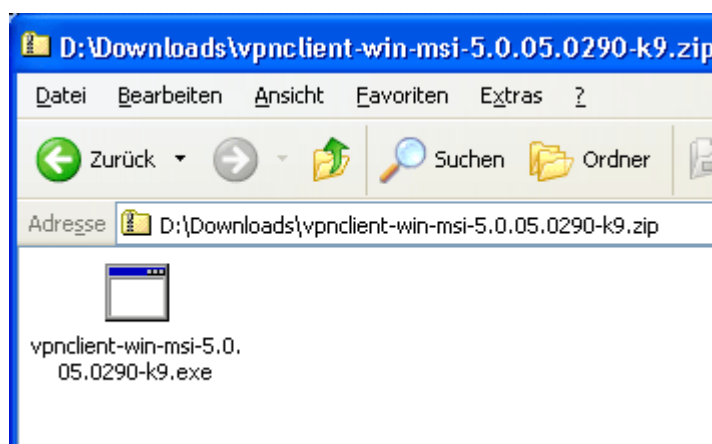 D:\Downloads\vpnclient-win-msi-5.0.05.0290-k9.zip
Datei Bearbeiten Ansicht Favoriten Extras ?
Zurück Suchen Ordner
Adresse D:\Downloads\vpnclient-win-msi-5.0.05.0290-k9.zip
vpnclient-win-msi-5.0.
05.0290-k9.exe